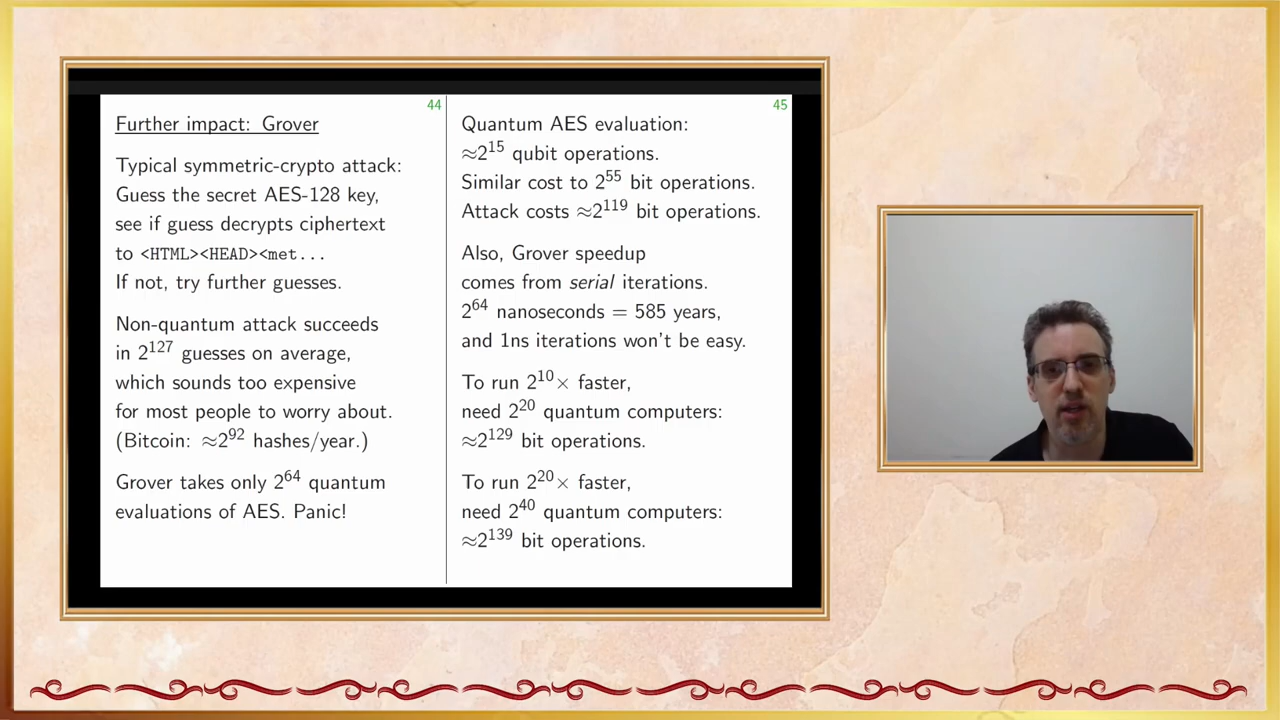 44
Further impact: Grover
Typical symmetric-crypto attack:
Guess the secret AES-128 key,
see if guess decrypts ciphertext
to <HTML><HEAD><met...
If not, try further guesses.
Non-quantum attack succeeds
in 2^127 guesses on average,
which sounds too expensive
for most people to worry about.
(Bitcoin: ≈2^92 hashes/year.)
Grover takes only 2^64 quantum
evaluations of AES. Panic!
45
Quantum AES evaluation:
≈2^15 qubit operations.
Similar cost to 2^55 bit operations.
Attack costs ≈2^119 bit operations.
Also, Grover speedup
comes from serial iterations.
2^64 nanoseconds = 585 years,
and 1ns iterations won't be easy.
To run 2^10× faster,
need 2^20 quantum computers:
≈2^129 bit operations.
To run 2^20× faster,
need 2^40 quantum computers:
≈2^139 bit operations.